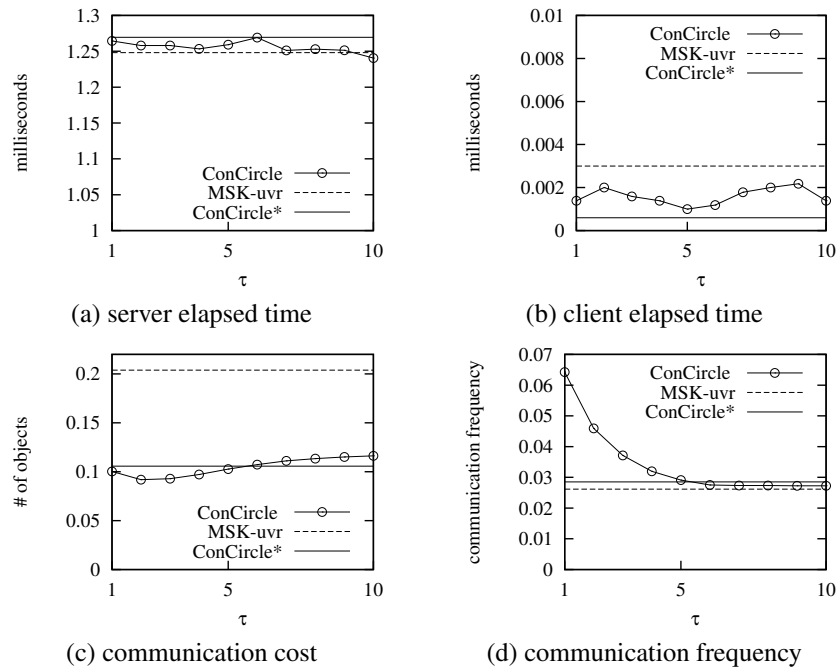 1.3
1.25
1.2
1.15
1.1
1.05
1
milliseconds
ConCircle
MSK-uvr
ConCircle*
1
5
10
τ
(a) server elapsed time
0.01
0.008
0.006
0.004
0.002
0
milliseconds
ConCircle
MSK-uvr
ConCircle*
1
5
10
τ
(b) client elapsed time
0.2
0.15
0.1
0.05
0
# of objects
ConCircle
MSK-uvr
ConCircle*
1
5
10
τ
(c) communication cost
0.07
0.06
0.05
0.04
0.03
0.02
0.01
0
communication frequency
ConCircle
MSK-uvr
ConCircle*
1
5
10
τ
(d) communication frequency